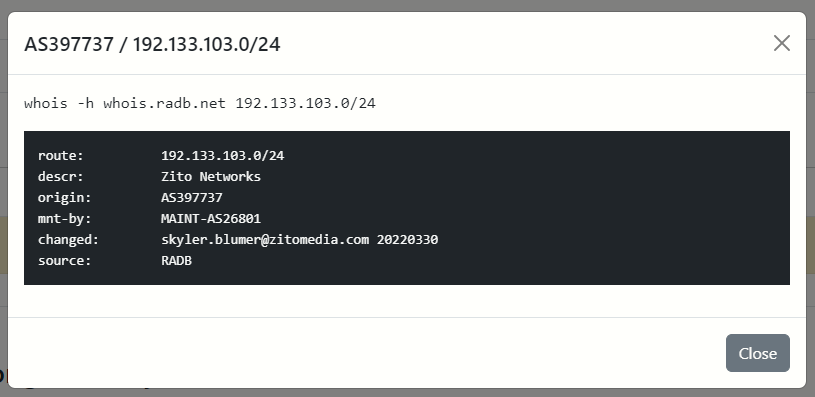 AS397737 / 192.133.103.0/24
whois -h whois.radb.net 192.133.103.0/24
route: 192.133.103.0/24
descr: Zito Networks
origin: AS397737
mnt-by: MAINT-AS26801
changed: skyler.blumer@zitomedia.com 20220330
source: RADB
Close